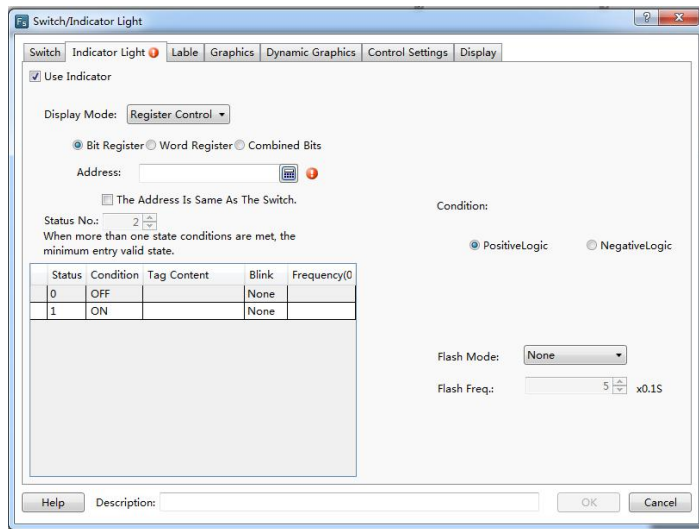 Switch/Indicator Light
Switch Indicator Light Lable Graphics Dynamic Graphics Control Settings Display
Use Indicator
Display Mode: Register Control
Bit Register Word Register Combined Bits
Address:
The Address Is Same As The Switch.
Status No.: 2
When more than one state conditions are met, the
minimum entry valid state.
Status Condition Tag Content Blink Frequency(0
0 OFF None
1 ON None
Condition:
PositiveLogic NegativeLogic
Flash Mode: None
Flash Freq.: 5 x0.1S
Help Description: OK Cancel